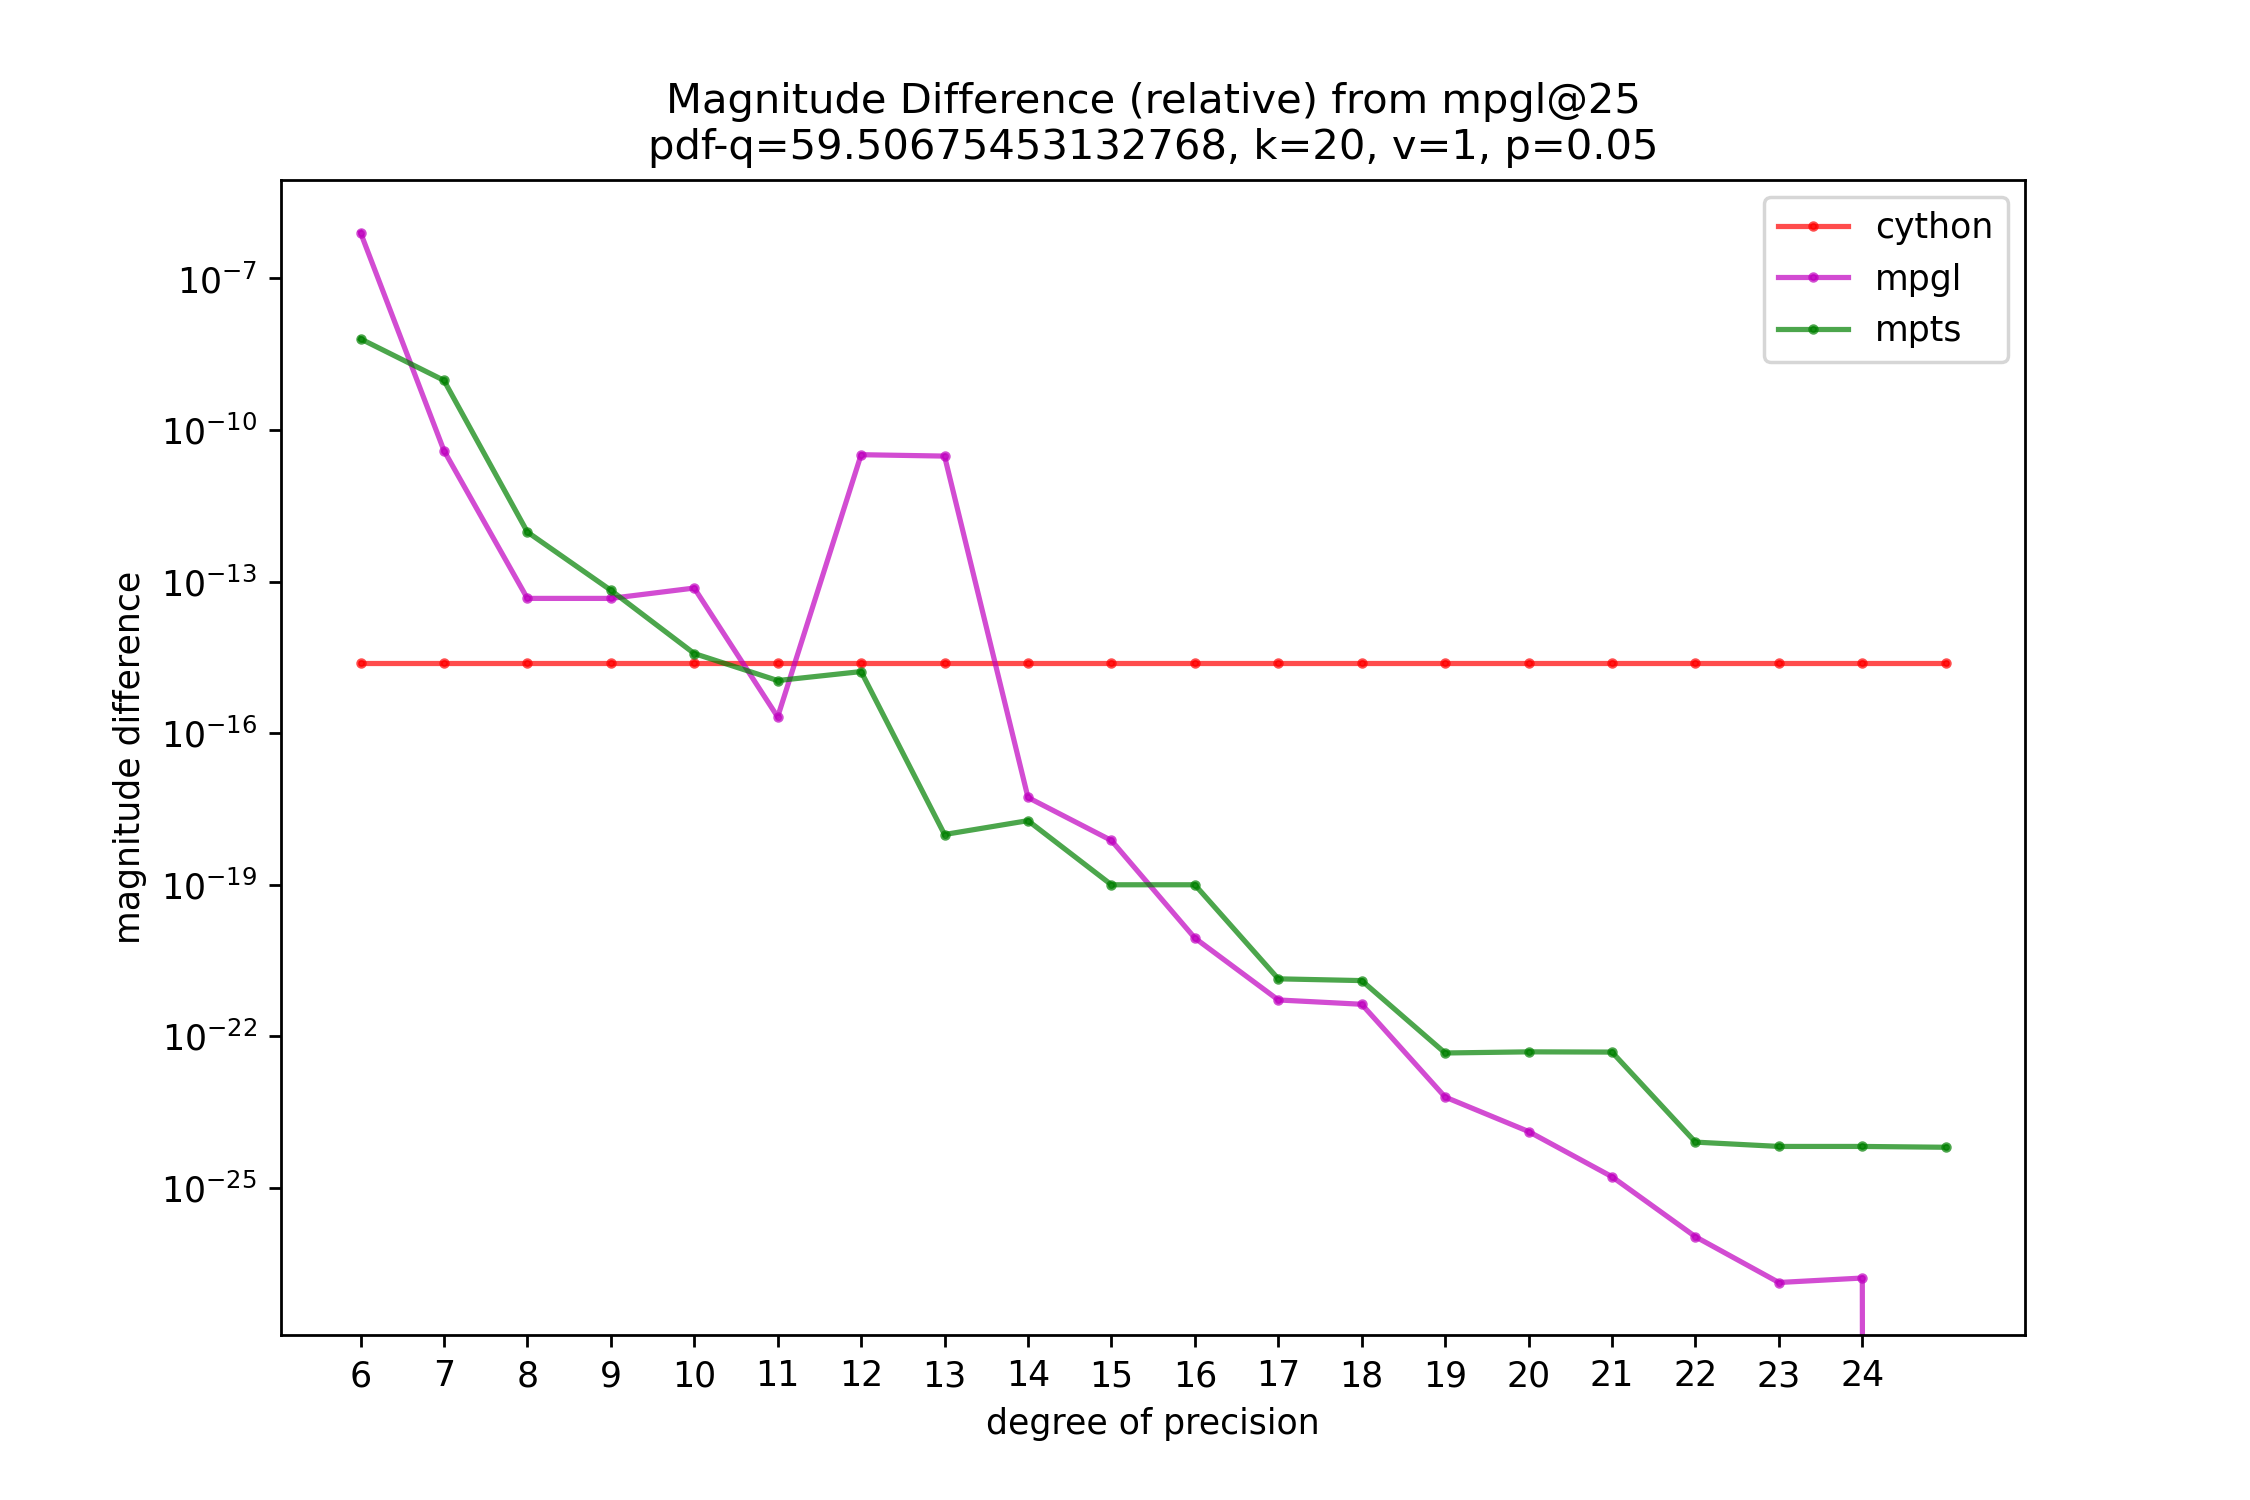 Magnitude Difference (relative) from mpgl@25
pdf-q=59.50675453132768, k=20, v=1, p=0.05
cython
mpgl
mpts
magnitude difference
10⁻⁷
10⁻¹⁰
10⁻¹³
10⁻¹⁶
10⁻¹⁹
10⁻²²
10⁻²⁵
6 7 8 9 10 11 12 13 14 15 16 17 18 19 20 21 22 23 24
degree of precision